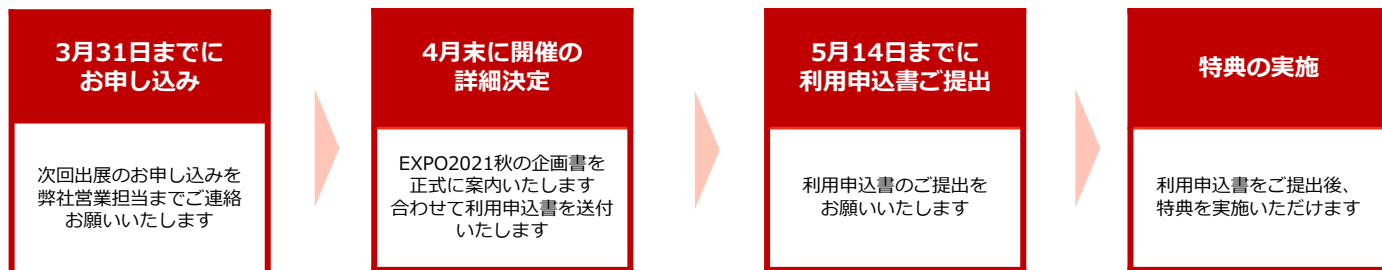 3月31日までに
お申し込み
次回出展のお申し込みを
弊社営業担当までご連絡
お願いいたします
4月末に開催の
詳細決定
EXPO2021秋の企画書を
正式に案内いたします
合わせて利用申込書を送付
いたします
5月14日までに
利用申込書ご提出
利用申込書のご提出を
お願いいたします
特典の実施
利用申込書をご提出後、
特典を実施いただけます